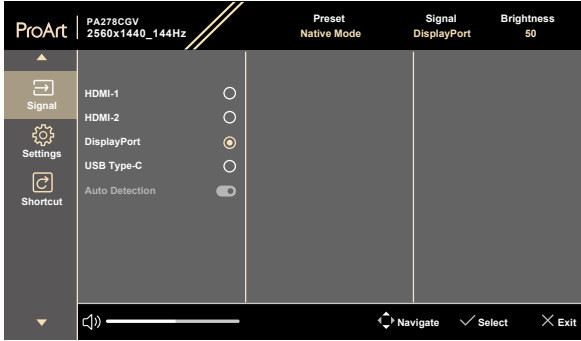 ProArt
PA278CGV
2560x1440_144Hz
Preset
Native Mode
Signal
DisplayPort
Brightness
50
Signal
Settings
Shortcut
HDMI-1
HDMI-2
DisplayPort
USB Type-C
Auto Detection
Navigate
Select
Exit